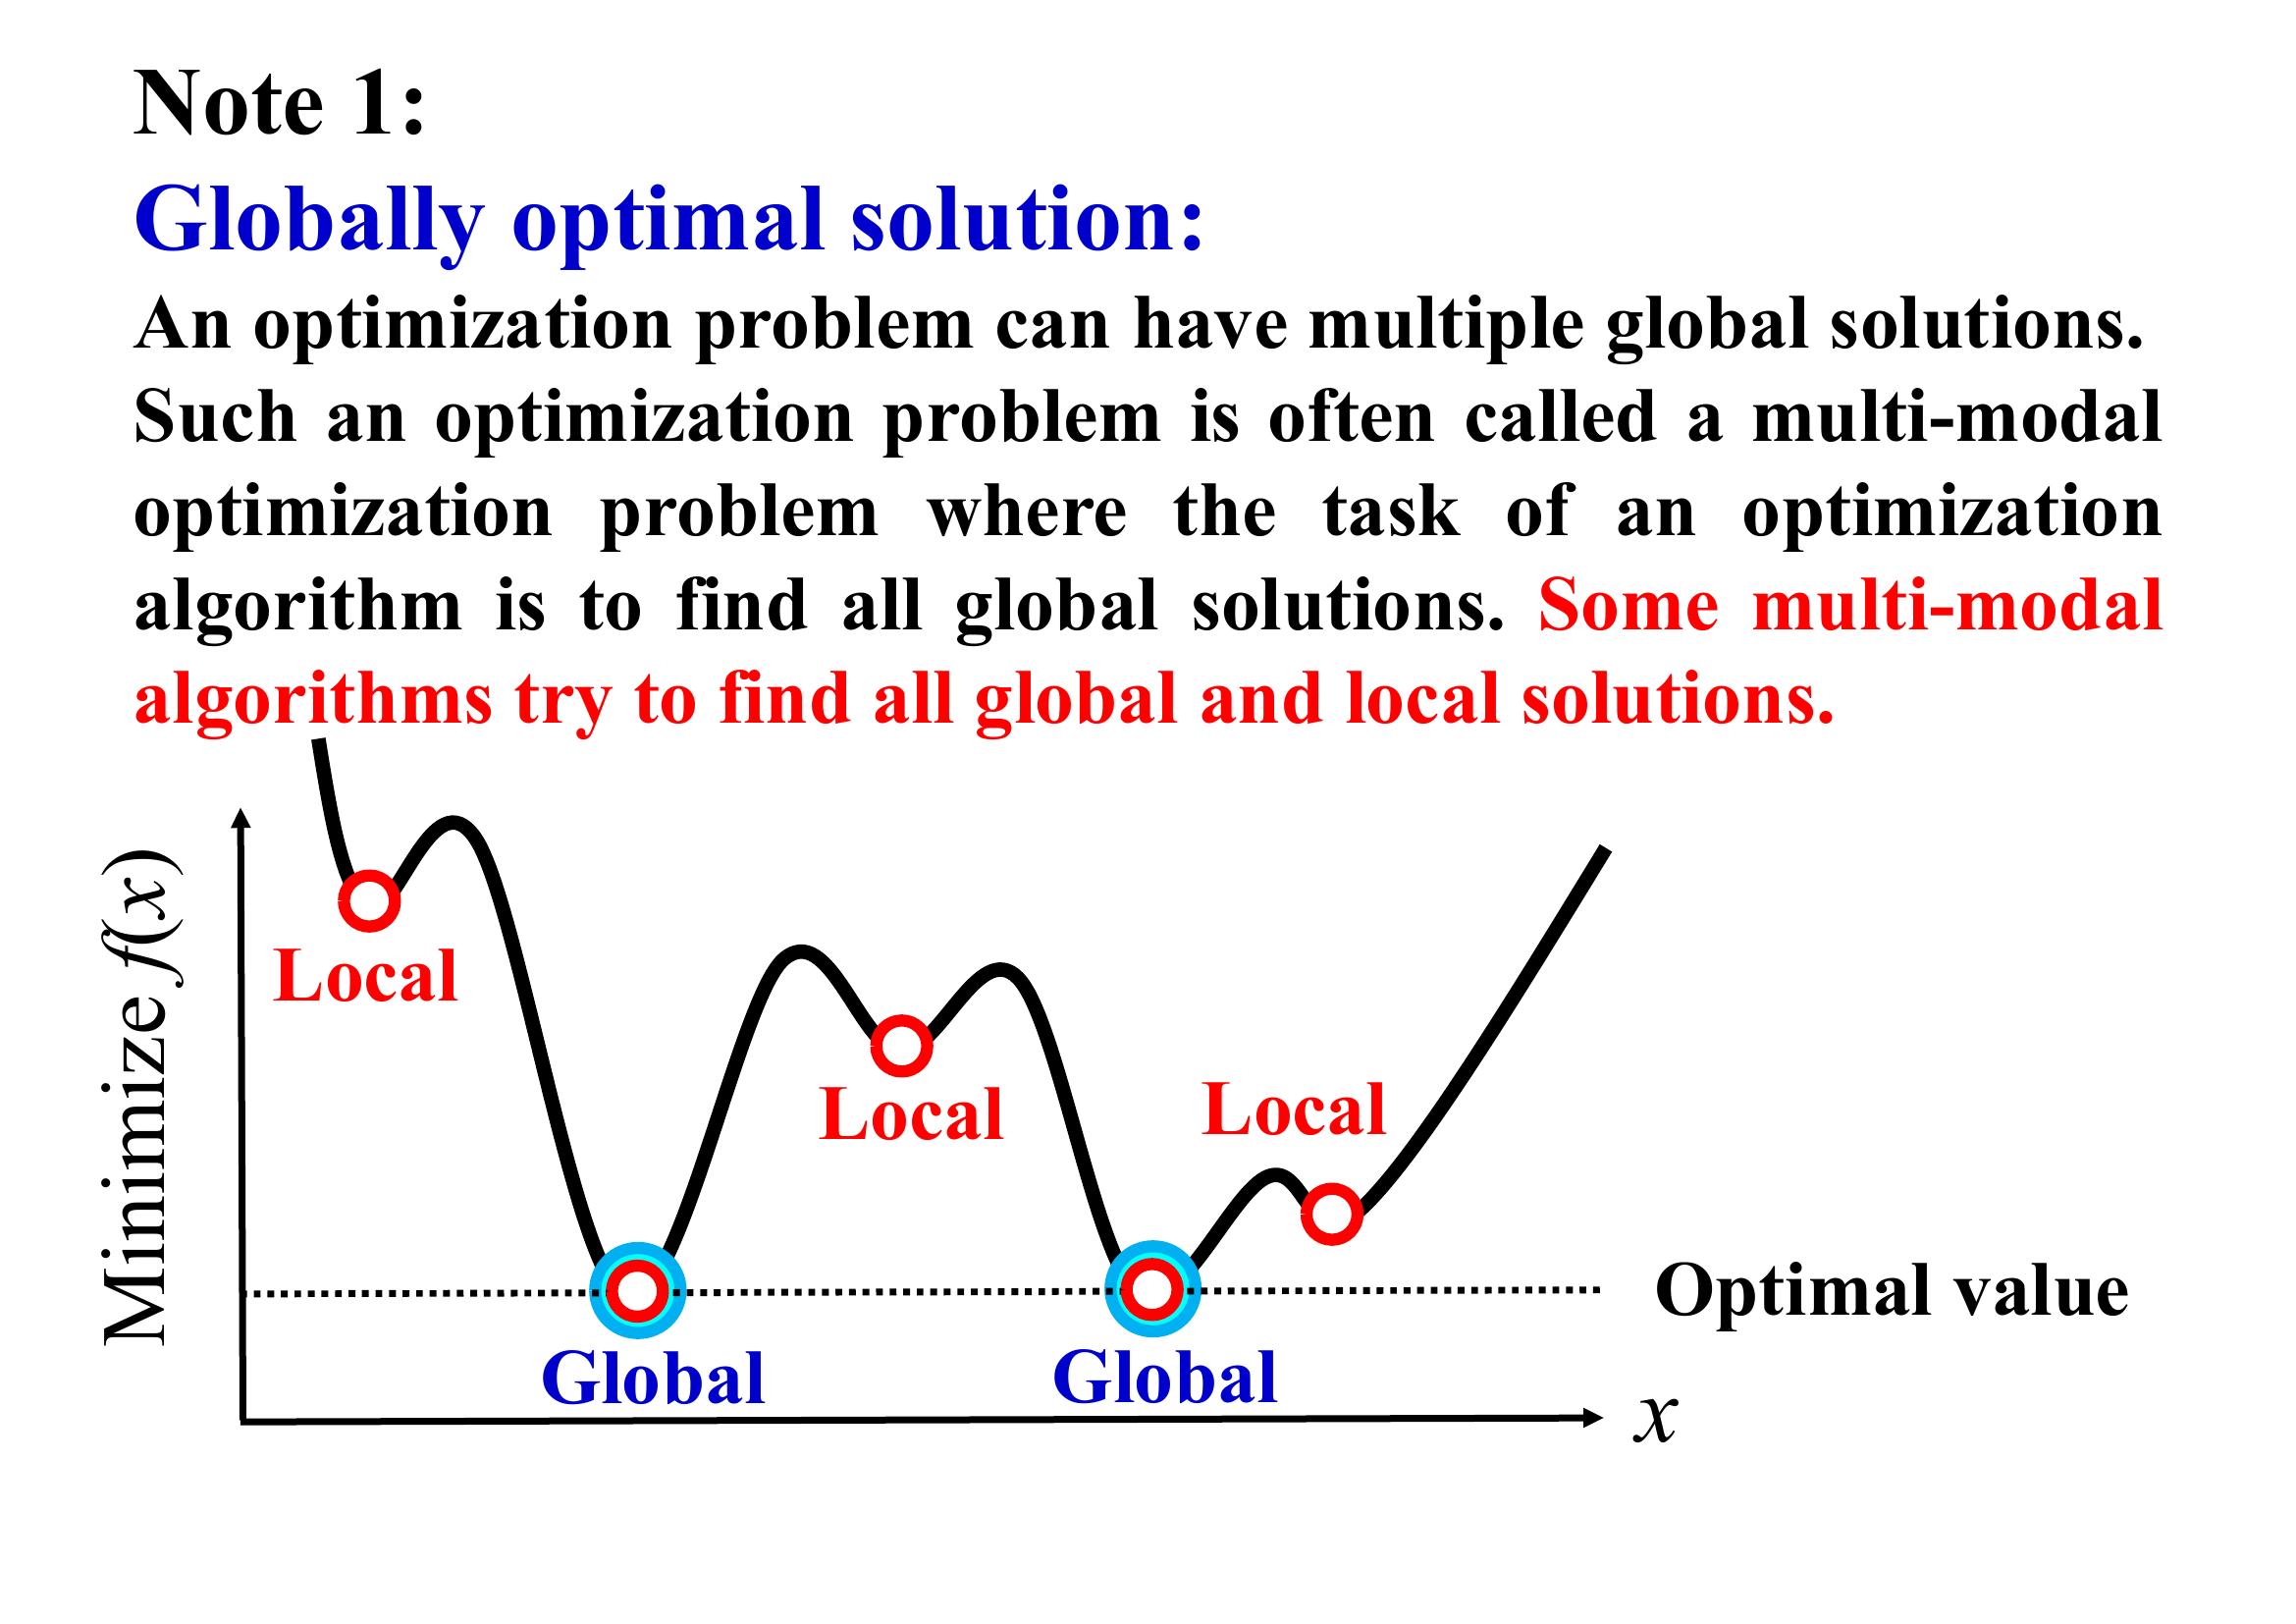 Note 1:
Globally optimal solution:
An optimization problem can have multiple global solutions.
Such an optimization problem is often called a multi-modal
optimization problem where the task of an optimization
algorithm is to find all global solutions. Some multi-modal
algorithms try to find all global and local solutions.
Minimize f(x)
Local
Local
Local
Optimal value
Global
Global
x